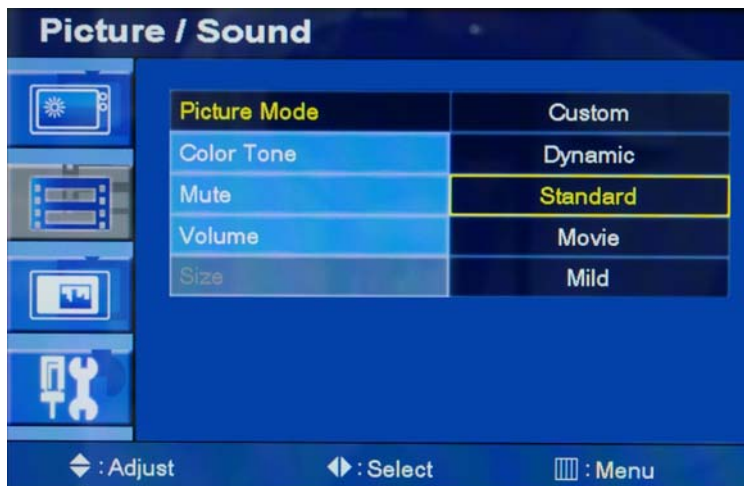 Picture / Sound
Picture Mode Custom
Color Tone Dynamic
Mute Standard
Volume Movie
Size Mild
: Adjust : Select : Menu